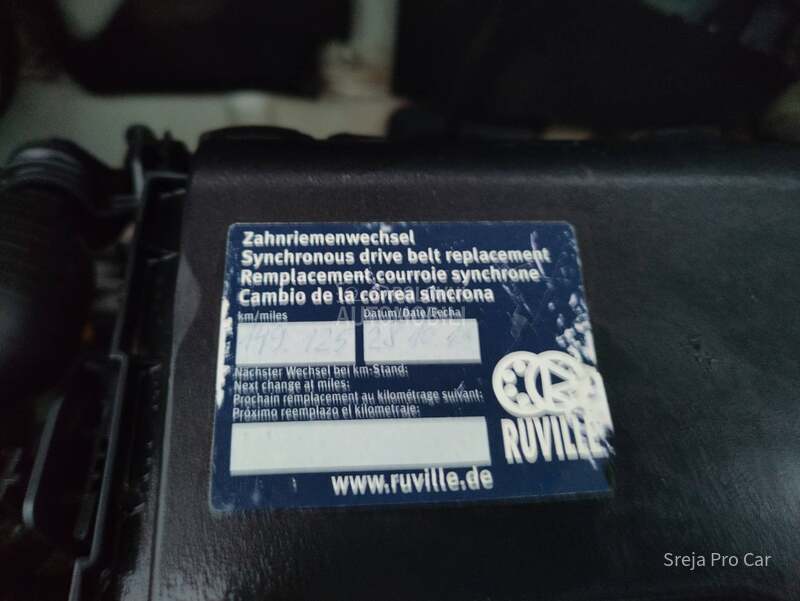 Zahnriemenwechsel
Synchronous drive belt replacement
Remplacement courroie synchrone
Cambio de la correa síncrona
km/miles
Datum/Date/Fecha
Nächster Wechsel bei km-Stand:
Next change at miles:
Prochain remplacement au kilométrage suivant:
Próximo reemplazo el kilometraje:
RUVILLE
www.ruville.de
Sreja Pro Car